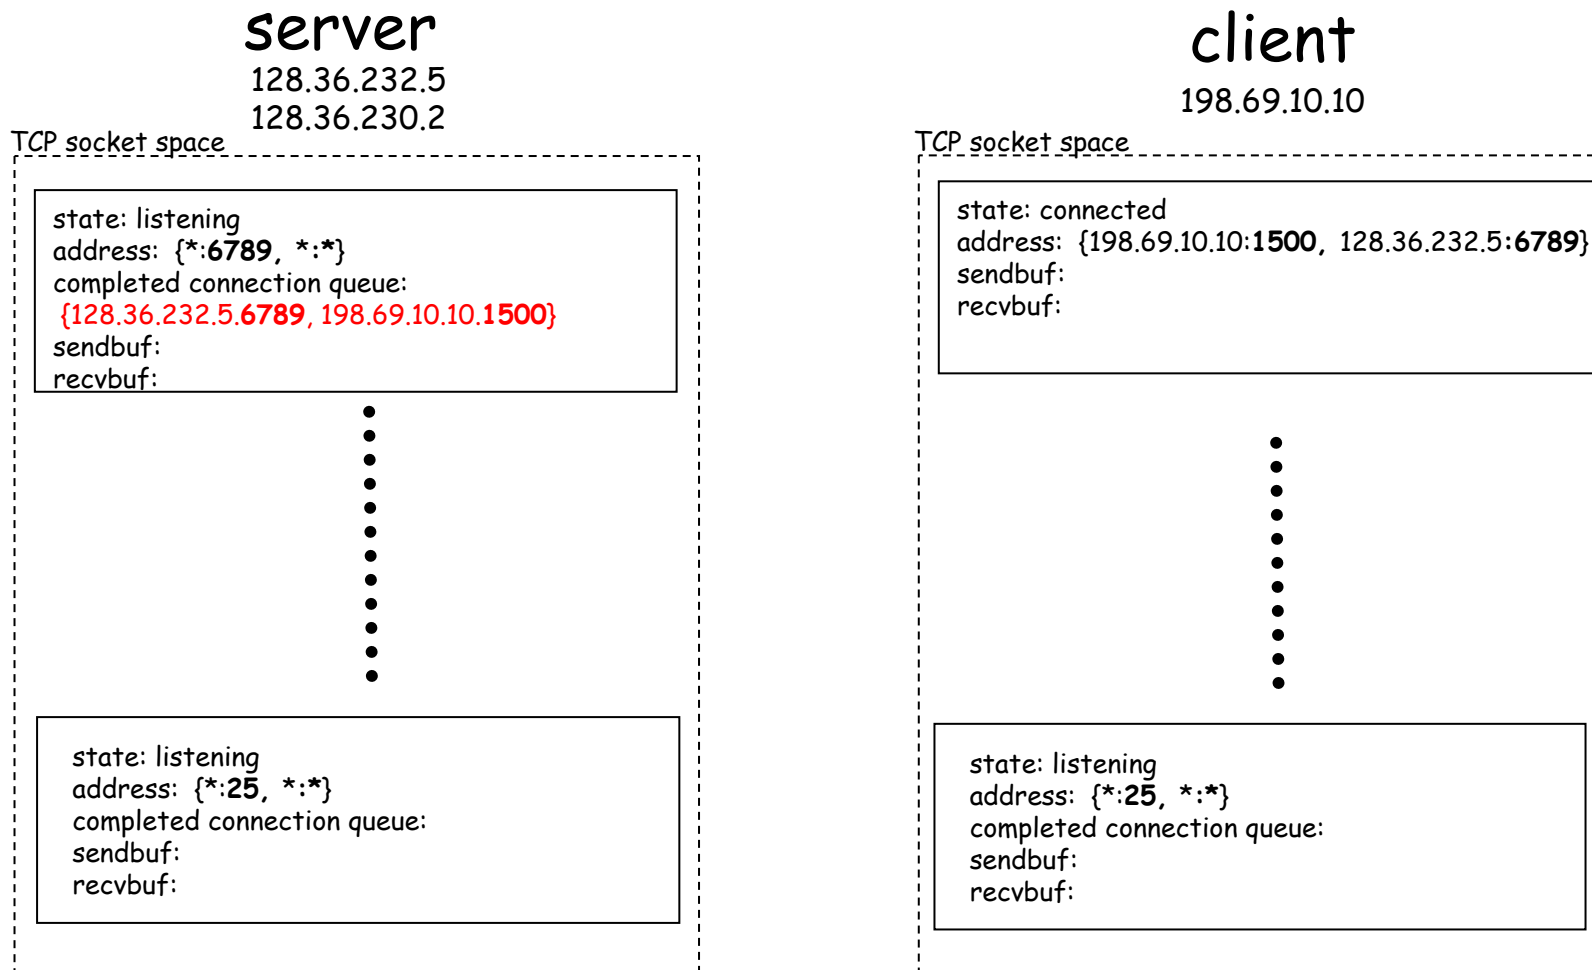 server
128.36.232.5
128.36.230.2
TCP socket space
state: listening
address: {*:6789, *:*}
completed connection queue:
{128.36.232.5.6789, 198.69.10.10.1500}
sendbuf:
recvbuf:
state: listening
address: {*:25, *:*}
completed connection queue:
sendbuf:
recvbuf:
client
198.69.10.10
TCP socket space
state: connected
address: {198.69.10.10:1500, 128.36.232.5:6789}
sendbuf:
recvbuf:
state: listening
address: {*:25, *:*}
completed connection queue:
sendbuf:
recvbuf: